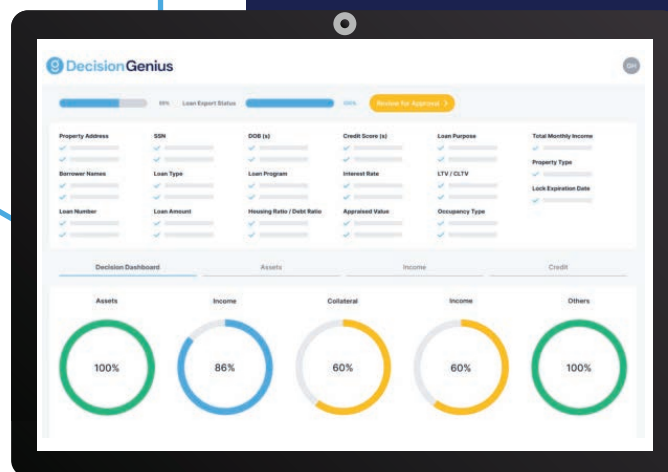 DecisionGenius
Loan Export Status
Review for Approval >
Property Address SSN DOB (s) Credit Score (s) Loan Purpose Total Monthly Income
Property Type
Borrower Names Loan Type Loan Program Interest Rate LTV / CLTV
Lock Expiration Date
Loan Number Loan Amount Housing Ratio / Debt Ratio Appraised Value Occupancy Type
Decision Dashboard Assets Income Credit
Assets Income Collateral Income Others
100% 86% 60% 60% 100%